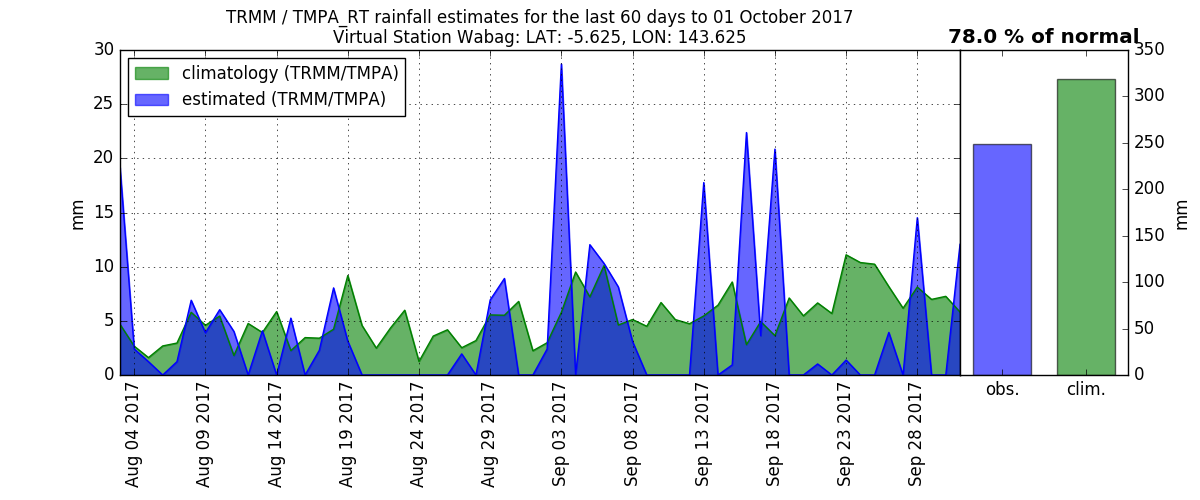 TRMM / TMPA_RT rainfall estimates for the last 60 days to 01 October 2017
Virtual Station Wabag: LAT: -5.625, LON: 143.625
78.0 % of normal
climatology (TRMM/TMPA)
estimated (TRMM/TMPA)
mm
30
25
20
15
10
5
0
Aug 04 2017
Aug 09 2017
Aug 14 2017
Aug 19 2017
Aug 24 2017
Aug 29 2017
Sep 03 2017
Sep 08 2017
Sep 13 2017
Sep 18 2017
Sep 23 2017
Sep 28 2017
obs.
clim.
350
300
250
200
150
100
50
0
mm